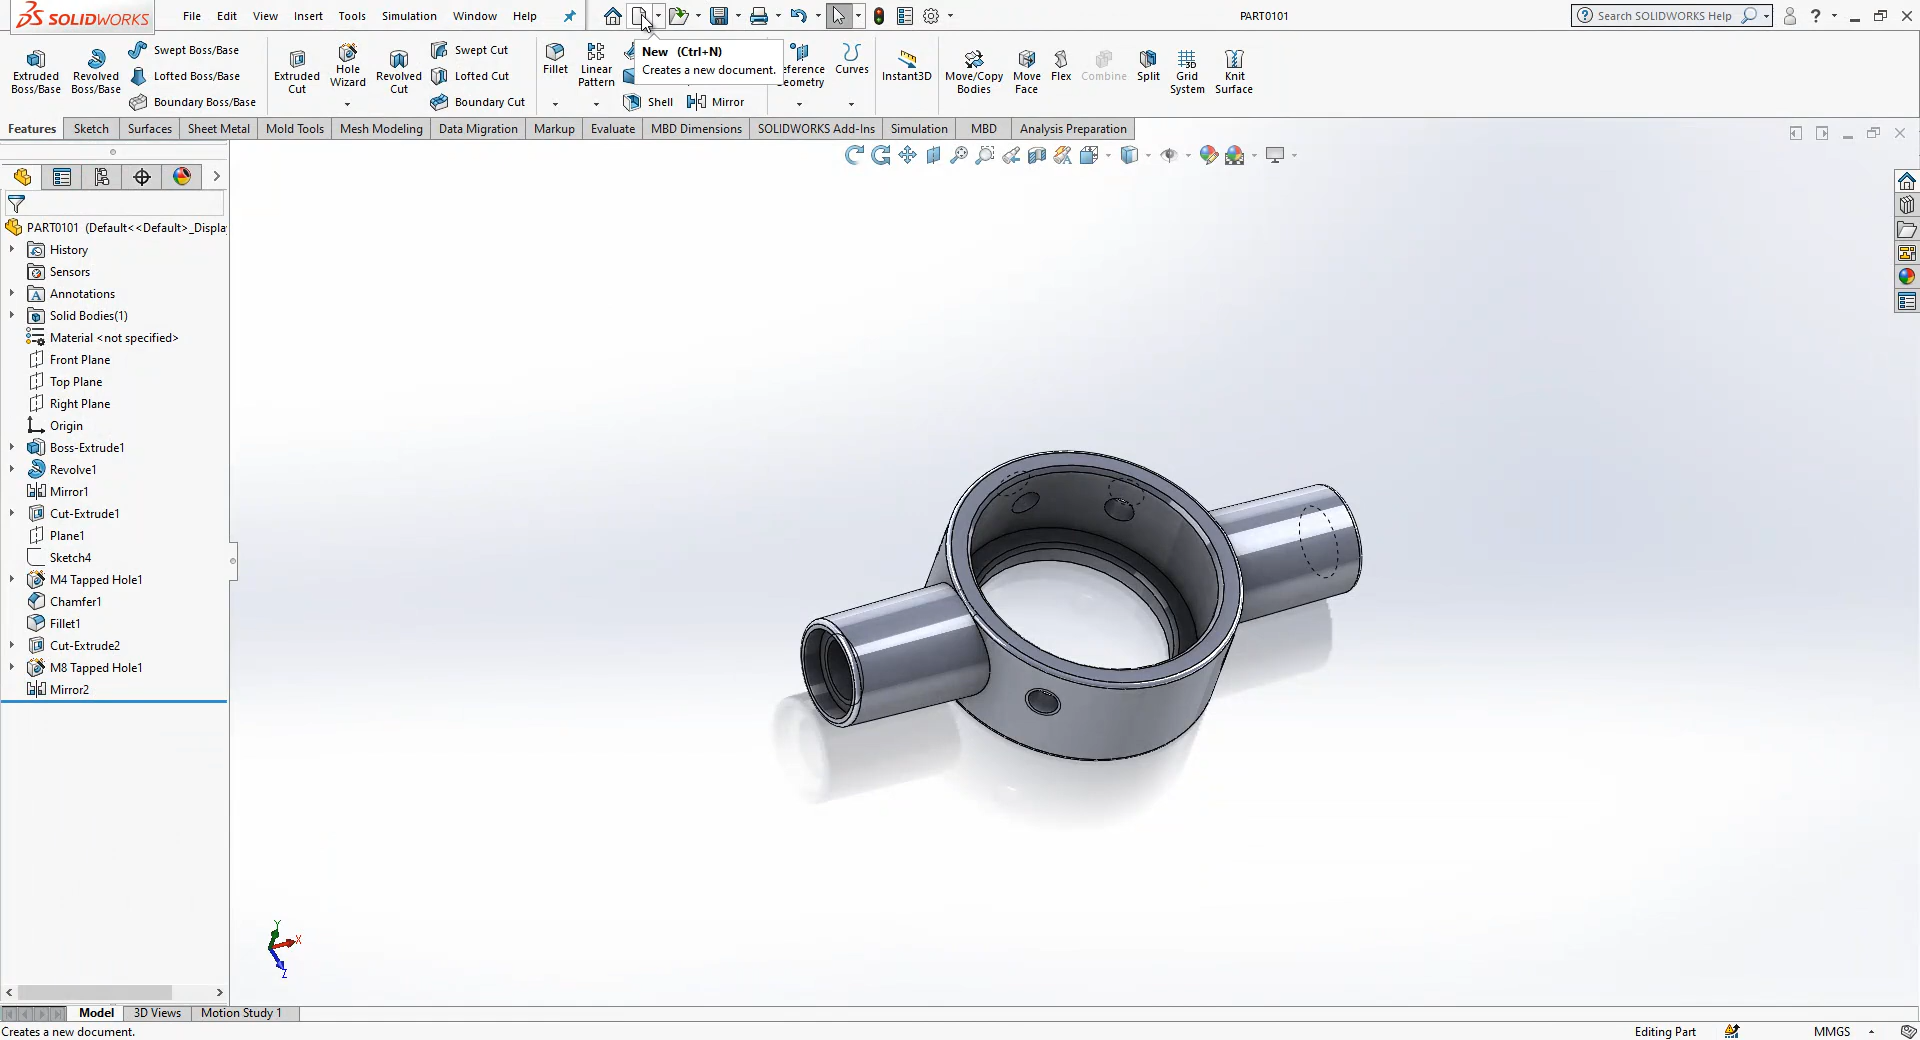 SOLIDWORKS
File Edit View Insert Tools Simulation Window Help
PART0101
Search SOLIDWORKS Help
New (Ctrl+N)
Creates a new document.
Extruded Boss/Base
Revolved Boss/Base
Swept Boss/Base
Lofted Boss/Base
Boundary Boss/Base
Extruded Cut
Hole Wizard
Revolved Cut
Swept Cut
Lofted Cut
Boundary Cut
Fillet
Linear Pattern
Shell
Mirror
Curves
Instant3D
Move/Copy Bodies
Move Face
Flex
Combine
Split
Grid System
Knit Surface
Features Sketch Surfaces Sheet Metal Mold Tools Mesh Modeling Data Migration Markup Evaluate MBD Dimensions SOLIDWORKS Add-Ins Simulation MBD Analysis Preparation
PART0101 (Default<<Default>_Displa
History
Sensors
Annotations
Solid Bodies(1)
Material <not specified>
Front Plane
Top Plane
Right Plane
Origin
Boss-Extrude1
Revolve1
Mirror1
Cut-Extrude1
Plane1
Sketch4
M4 Tapped Hole1
Chamfer1
Fillet1
Cut-Extrude2
M8 Tapped Hole1
Mirror2
Y
X
Z
Model 3D Views Motion Study 1
Creates a new document.
Editing Part
MMGS